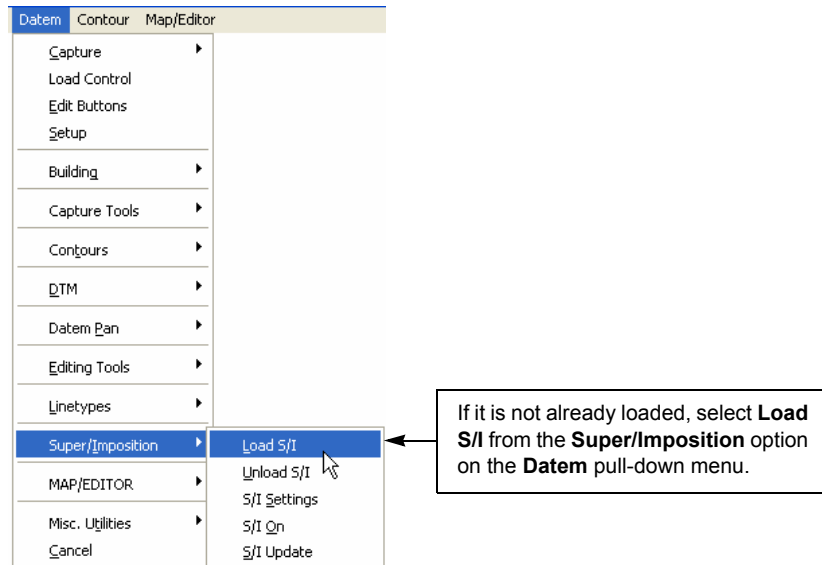 Datem Contour Map/Editor
Capture
Load Control
Edit Buttons
Setup
Building
Capture Tools
Contours
DTM
Datem Pan
Editing Tools
Linetypes
Super/Imposition
MAP/EDITOR
Misc. Utilities
Cancel
Load S/I
Unload S/I
S/I Settings
S/I On
S/I Update
If it is not already loaded, select Load
S/I from the Super/Imposition option
on the Datem pull-down menu.